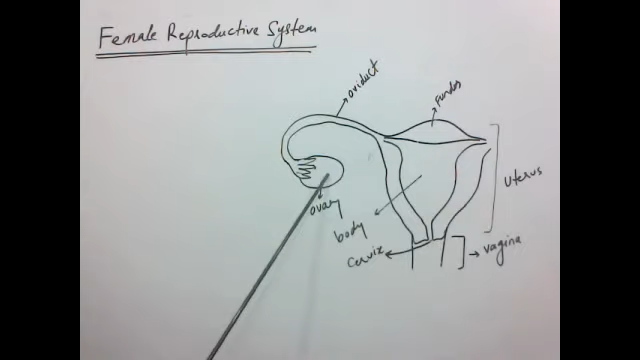 Female Reproductive System
oviduct
Fundus
ovary
body
Uterus
cervix
vagina